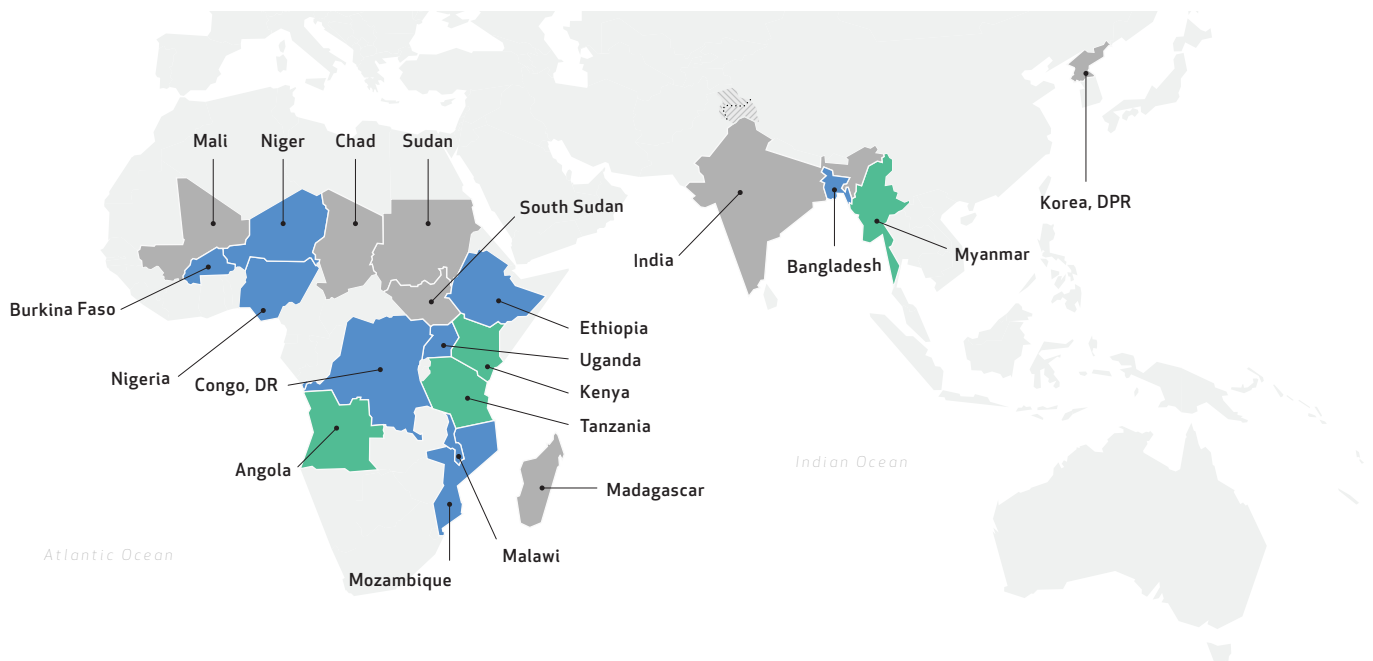 Mali
Niger
Chad
Sudan
South Sudan
Korea, DPR
India
Bangladesh
Myanmar
Burkina Faso
Ethiopia
Uganda
Nigeria
Congo, DR
Kenya
Tanzania
Angola
Indian Ocean
Madagascar
Atlantic Ocean
Malawi
Mozambique